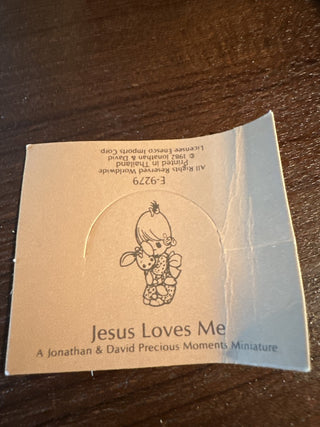 E-9279
All Rights Reserved Worldwide
Printed in Thailand
© 1982 Jonathan & David
Licensee Enesco Imports Corp.
Jesus Loves Me
A Jonathan & David Precious Moments Miniature